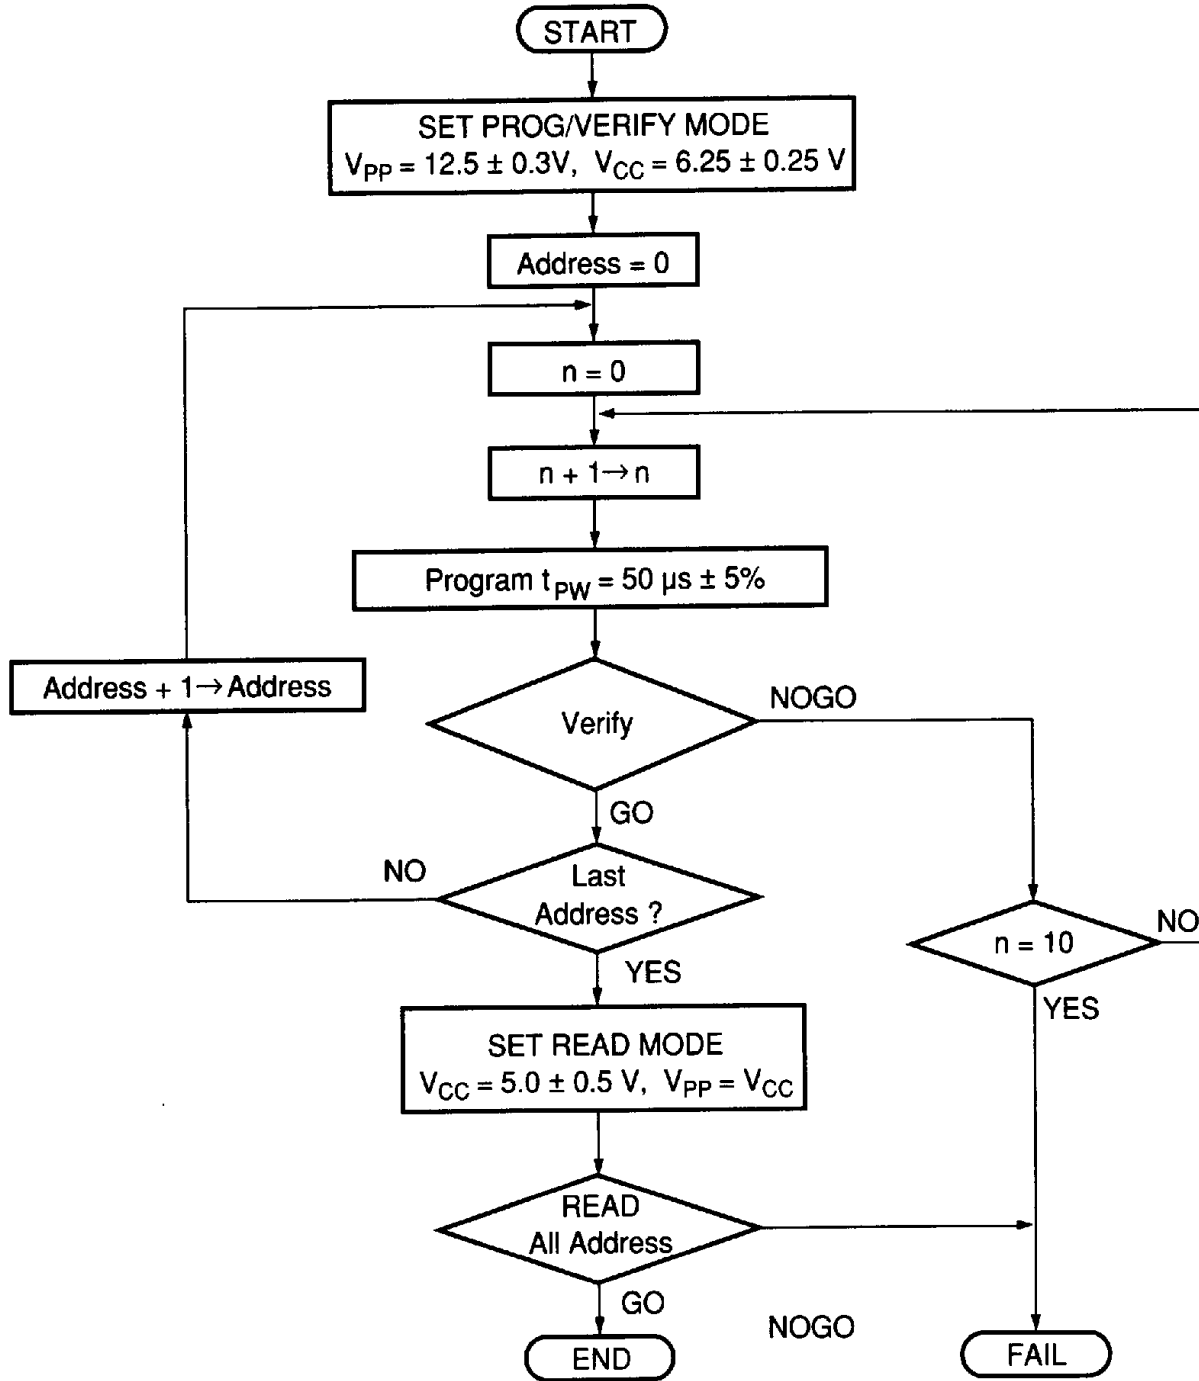 START
SET PROG/VERIFY MODE
VPP = 12.5 ± 0.3V, VCC = 6.25 ± 0.25 V
Address = 0
n = 0
n + 1→n
Program tPW = 50 µs ± 5%
Address + 1→Address
Verify
NOGO
GO
NO
Last
Address ?
n = 10
NO
YES
YES
SET READ MODE
VCC = 5.0 ± 0.5 V, VPP = VCC
READ
All Address
GO
NOGO
END
FAIL